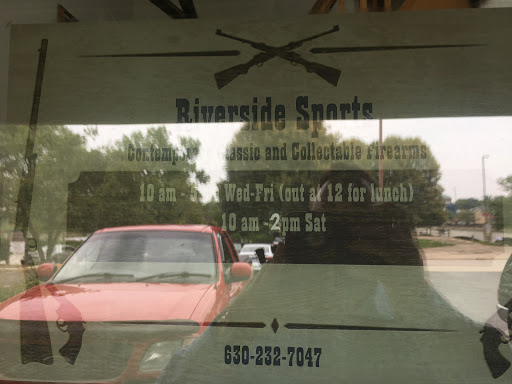 Riverside Sports
Classic and Collectable Firearms
10 am - Wed-Fri (out at 12 for lunch)
10 am -2pm Sat
630-232-7047